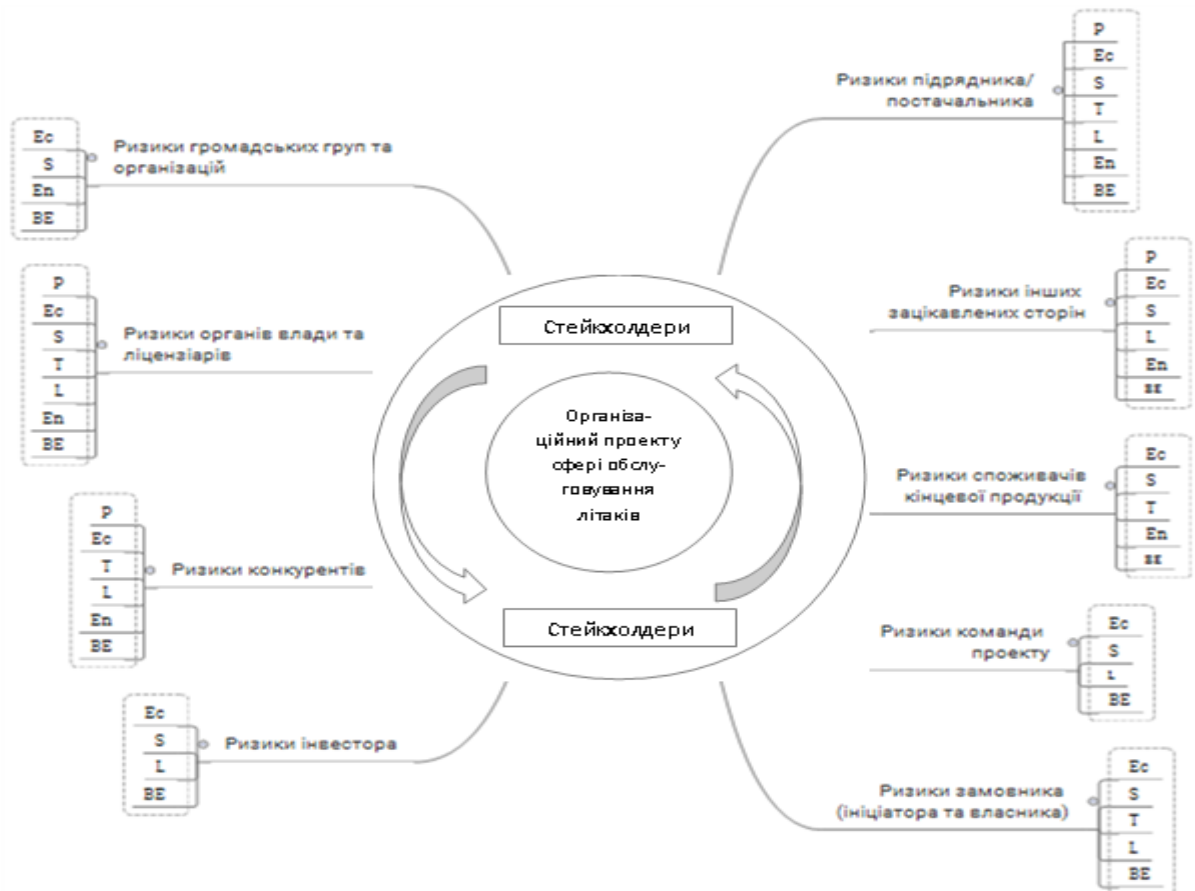 Ризики громадських груп та
організацій
Ec
S
En
BE
Ризики органів влади та
ліцензіарів
P
Ec
S
T
L
En
BE
Ризики конкурентів
P
Ec
T
L
En
BE
Ризики інвестора
Ec
S
L
BE
Стейкхолдери
Організа-
ційний проекту
сфері обслу-
говування
літаків
Стейкхолдери
Ризики підрядника/
постачальника
P
Ec
S
T
L
En
BE
Ризики інших
зацікавлених сторін
P
Ec
S
L
En
BE
Ризики споживачів
кінцевої продукції
Ec
S
T
En
BE
Ризики команди
проекту
Ec
S
L
BE
Ризики замовника
(ініціатора та власника)
Ec
S
T
L
BE